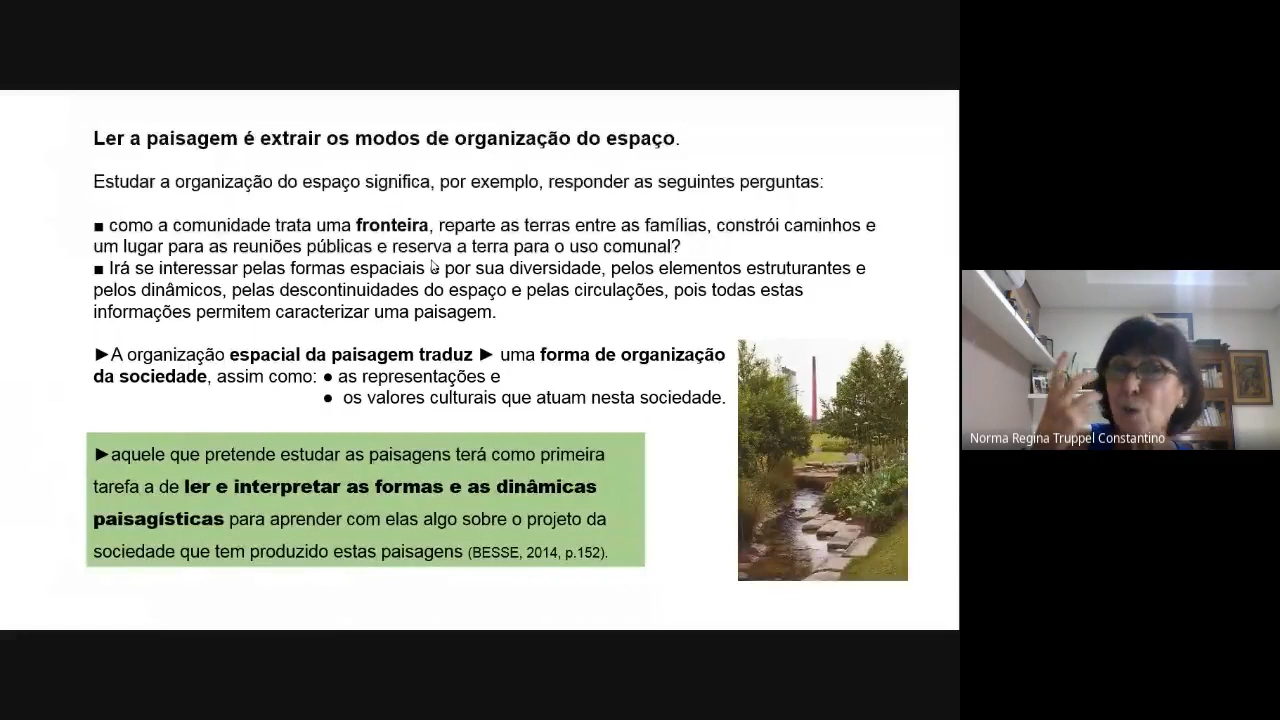 Ler a paisagem é extrair os modos de organização do espaço.
Estudar a organização do espaço significa, por exemplo, responder as seguintes perguntas:
■ como a comunidade trata uma fronteira, reparte as terras entre as famílias, constrói caminhos e
um lugar para as reuniões públicas e reserva a terra para o uso comunal?
■ Irá se interessar pelas formas espaciais e por sua diversidade, pelos elementos estruturantes e
pelos dinâmicos, pelas descontinuidades do espaço e pelas circulações, pois todas estas
informações permitem caracterizar uma paisagem.
►A organização espacial da paisagem traduz ► uma forma de organização
da sociedade, assim como: ● as representações e
● os valores culturais que atuam nesta sociedade.
►aquele que pretende estudar as paisagens terá como primeira
tarefa a de ler e interpretar as formas e as dinâmicas
paisagísticas para aprender com elas algo sobre o projeto da
sociedade que tem produzido estas paisagens (BESSE, 2014, p.152).
Norma Regina Truppel Constantino